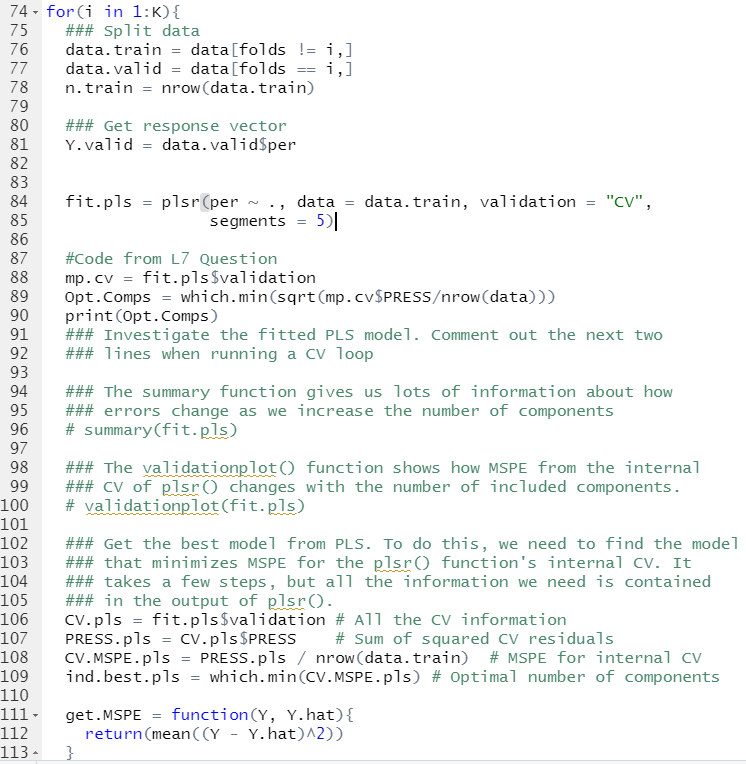 74 for(i in 1:K){
75 ### Split data
76 data.train = data[folds != i,]
77 data.valid = data[folds == i,]
78 n.train = nrow(data.train)
79
80 ### Get response vector
81 Y.valid = data.valid$per
82
83
84 fit.pls = plsr(per ~ ., data = data.train, validation = "CV",
85 segments = 5)
86
87 #Code from L7 Question
88 mp.cv = fit.pls$validation
89 Opt.Comps = which.min(sqrt(mp.cv$PRESS/nrow(data)))
90 print(Opt.Comps)
91 ### Investigate the fitted PLS model. Comment out the next two
92 ### lines when running a CV loop
93
94 ### The summary function gives us lots of information about how
95 ### errors change as we increase the number of components
96 # summary(fit.pls)
97
98 ### The validationplot() function shows how MSPE from the internal
99 ### CV of plsr() changes with the number of included components.
100 # validationplot(fit.pls)
101
102 ### Get the best model from PLS. To do this, we need to find the model
103 ### that minimizes MSPE for the plsr() function's internal CV. It
104 ### takes a few steps, but all the information we need is contained
105 ### in the output of plsr().
106 CV.pls = fit.pls$validation # All the CV information
107 PRESS.pls = CV.pls$PRESS # Sum of squared CV residuals
108 CV.MSPE.pls = PRESS.pls / nrow(data.train) # MSPE for internal CV
109 ind.best.pls = which.min(CV.MSPE.pls) # Optimal number of components
110
111 get.MSPE = function(Y, Y.hat){
112 return(mean((Y - Y.hat)^2))
113 }